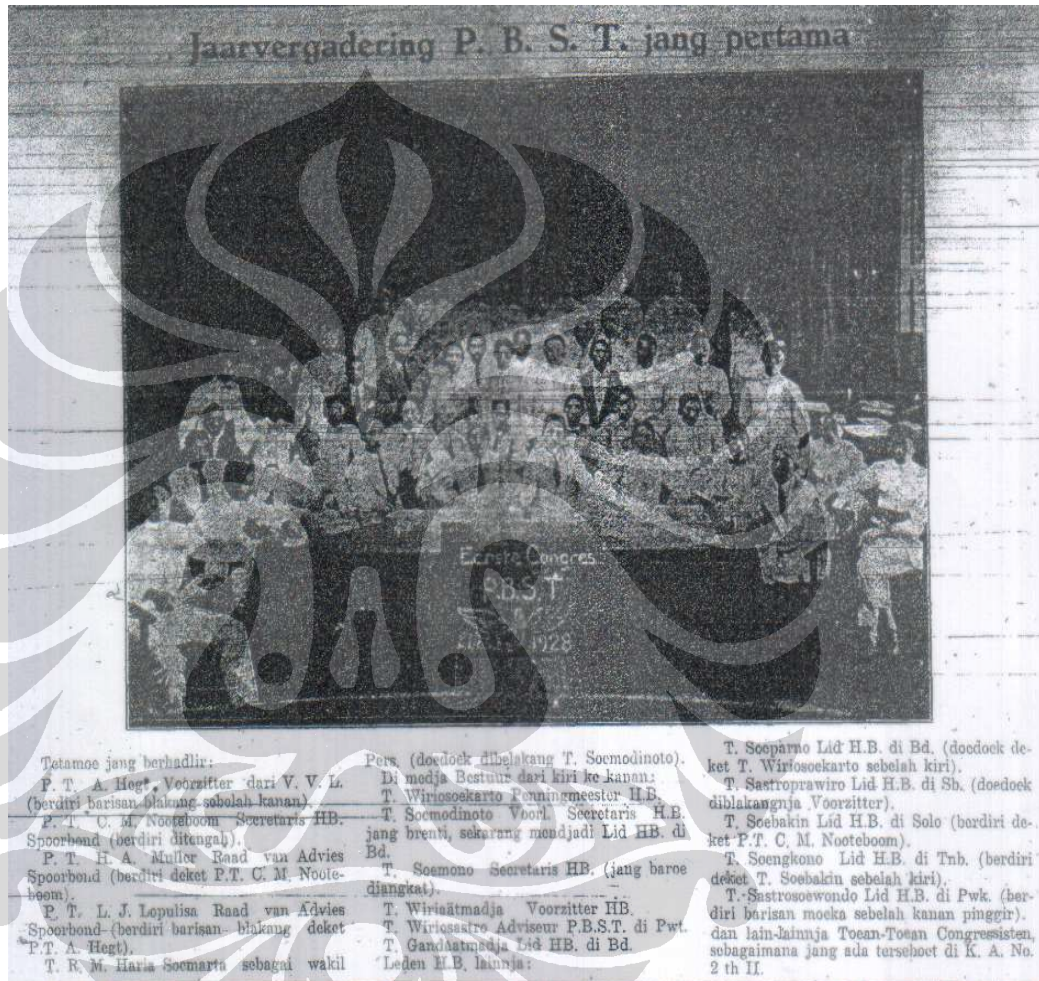 Jaarvergadering P. B. S. T. jang pertama
Eerste Congres
P.B.S.T
1928
Tetamoe jang berhadlir:
P. T. A. Hegt, Voorzitter dari V. V. L.
(berdiri barisan blakang sebelah kanan).
P. T. C. M. Nooteboom Secretaris HB.
Spoorbond (berdiri ditengah).
P. T. H. A. Muller Raad van Advies
Spoorbond (berdiri deket P.T. C. M. Noote-
boom).
P. T. L. J. Lopulisa Raad van Advies
Spoorbond (berdiri barisan blakang deket
P.T. A. Hegt).
T. R. M. Haria Soemarta sebagai wakil
Pers. (doedoek dibelakang T. Soemodinoto).
Di medja Bestuur dari kiri ke kanan:
T. Wiriosoekarto Penningmeester H.B.
T. Soemodinoto Voorl. Secretaris H.B.
jang brenti, sekarang mendjadi Lid HB. di
Bd.
T. Soemono Secretaris HB. (jang baroe
diangkat).
T. Wiriaätmadja Voorzitter HB.
T. Wirosastro Adviseur P.B.S.T. di Pwt.
T. Gandaätmadja Lid HB. di Bd.
Leden H.B. lainnja:
T. Soeparno Lid H.B. di Bd. (doedoek de-
ket T. Wiriosoekarto sebelah kiri).
T. Sastroprawiro Lid H.B. di Sb. (doedoek
diblakangnja Voorzitter).
T. Soebakin Lid H.B. di Solo (berdiri de-
ket P.T. C. M. Nooteboom).
T. Soengkono Lid H.B. di Tnb. (berdiri
deket T. Soebakin sebelah kiri).
T. Sastrosoewondo Lid H.B. di Pwk. (ber-
diri barisan moeka sebelah kanan pinggir).
dan lain-lainnja Toean-Toean Congressisten,
sebagaimana jang ada terseboet di K. A. No.
2 th II.